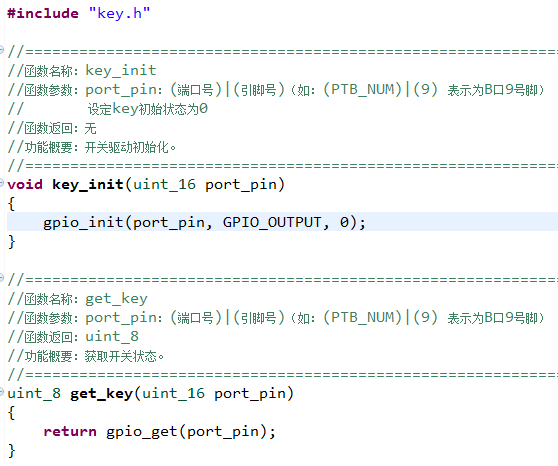 #include "key.h"
//===========================================================
//函数名称：key_init
//函数参数：port_pin：(端口号)|(引脚号)（如：(PTB_NUM)|(9) 表示为B口9号脚）
//       设定key初始状态为0
//函数返回：无
//功能概要：开关驱动初始化。
//===========================================================
void key_init(uint_16 port_pin)
{
    gpio_init(port_pin, GPIO_OUTPUT, 0);
}
//===========================================================
//函数名称：get_key
//函数参数：port_pin：(端口号)|(引脚号)（如：(PTB_NUM)|(9) 表示为B口9号脚）
//函数返回：uint_8
//功能概要：获取开关状态。
//===========================================================
uint_8 get_key(uint_16 port_pin)
{
    return gpio_get(port_pin);
}